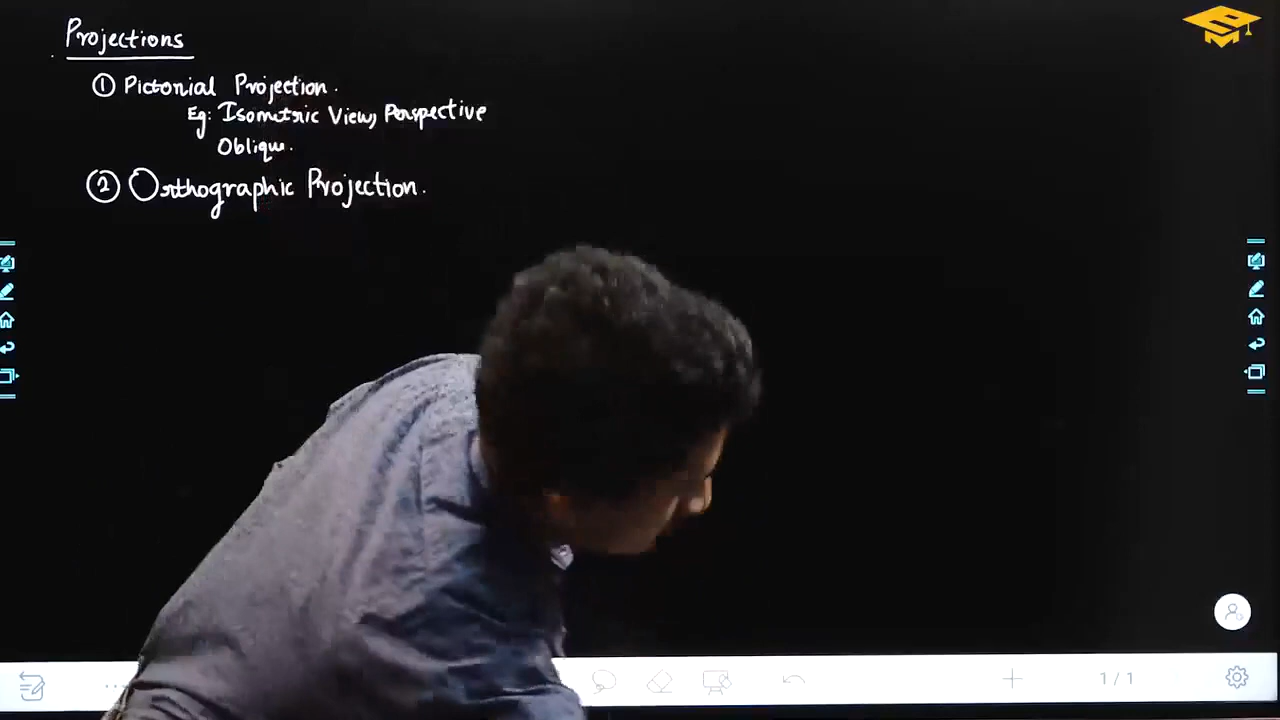 Projections
① Pictorial Projection.
Eg: Isometric View, Perspective
Oblique.
② Orthographic Projection.
1/1